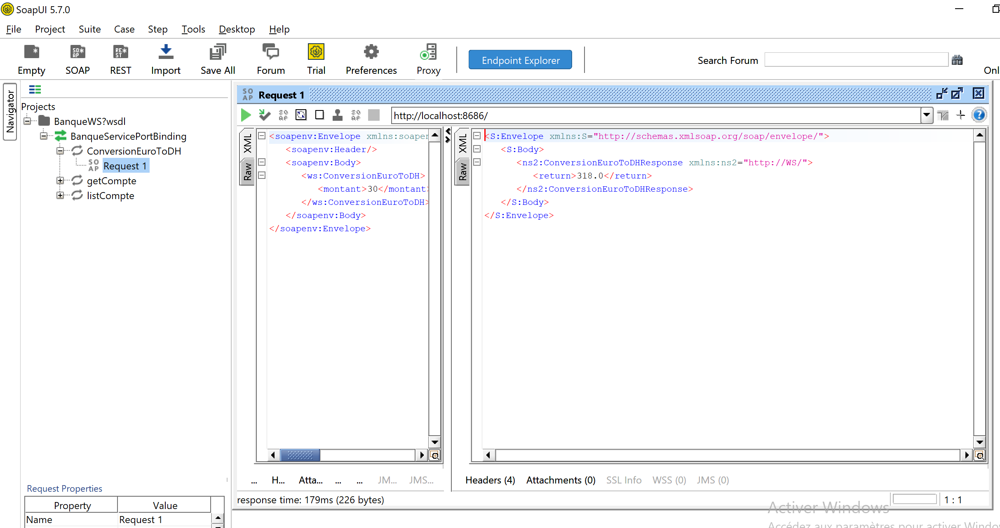 SoapUI 5.7.0
File Project Suite Case Step Tools Desktop Help
Empty SOAP REST Import Save All Forum Trial Preferences Proxy
Endpoint Explorer
Search Forum
Onl
Navigator
Projects
BanqueWS?wsdl
BanqueServicePortBinding
ConversionEuroToDH
SO
AP
Request 1
getCompte
listCompte
Request Properties
Property Value
Name Request 1
SO
AP
Request 1
http://localhost:8686/
XML
Raw
<soapenv:Envelope xmlns:soapen
<soapenv:Header/>
<soapenv:Body>
<ws:ConversionEuroToDH>
<montant>30</montant>
</ws:ConversionEuroToDH>
</soapenv:Body>
</soapenv:Envelope>
... H... Atta... ... ... JM... JMS...
XML
Raw
<S:Envelope xmlns:S="http://schemas.xmlsoap.org/soap/envelope/">
<S:Body>
<ns2:ConversionEuroToDHResponse xmlns:ns2="http://WS/">
<return>318.0</return>
</ns2:ConversionEuroToDHResponse>
</S:Body>
</S:Envelope>
Headers (4) Attachments (0) SSL Info WSS (0) JMS (0)
response time: 179ms (226 bytes)
1 : 1
Activer Windows
Accédez aux paramètres pour activer Windo